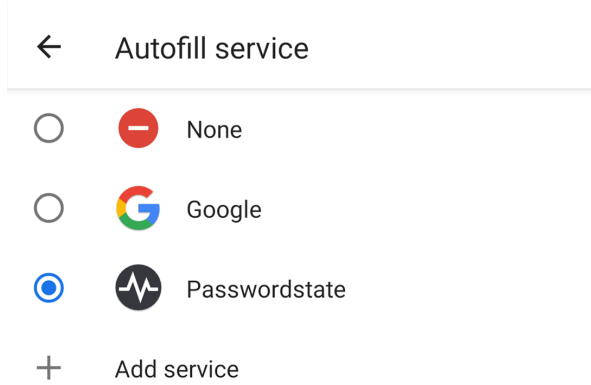 Autofill service
None
Google
Passwordstate
Add service